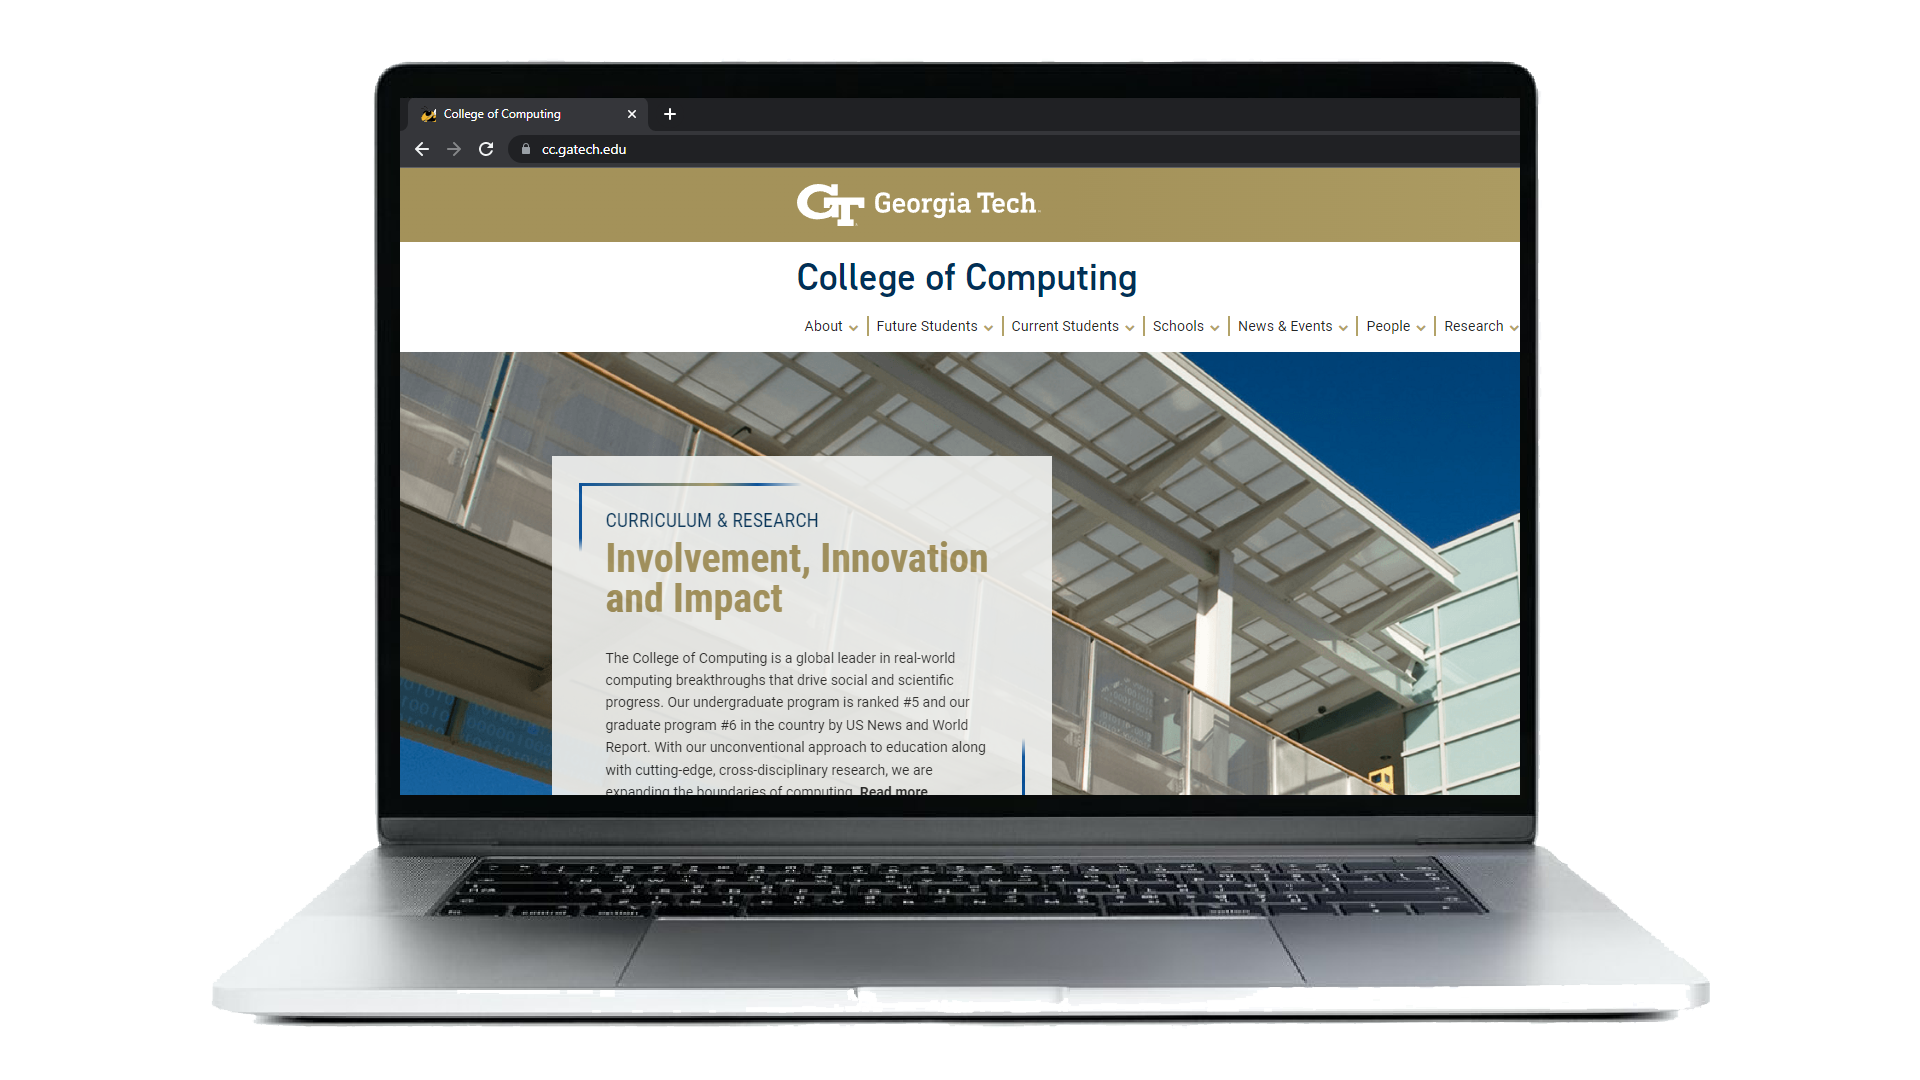 College of Computing
cc.gatech.edu
GT Georgia Tech
College of Computing
About Future Students Current Students Schools News & Events People Research
CURRICULUM & RESEARCH
Involvement, Innovation
and Impact
The College of Computing is a global leader in real-world
computing breakthroughs that drive social and scientific
progress. Our undergraduate program is ranked #5 and our
graduate program #6 in the country by US News and World
Report. With our unconventional approach to education along
with cutting-edge, cross-disciplinary research, we are
expanding the boundaries of computing. Read more